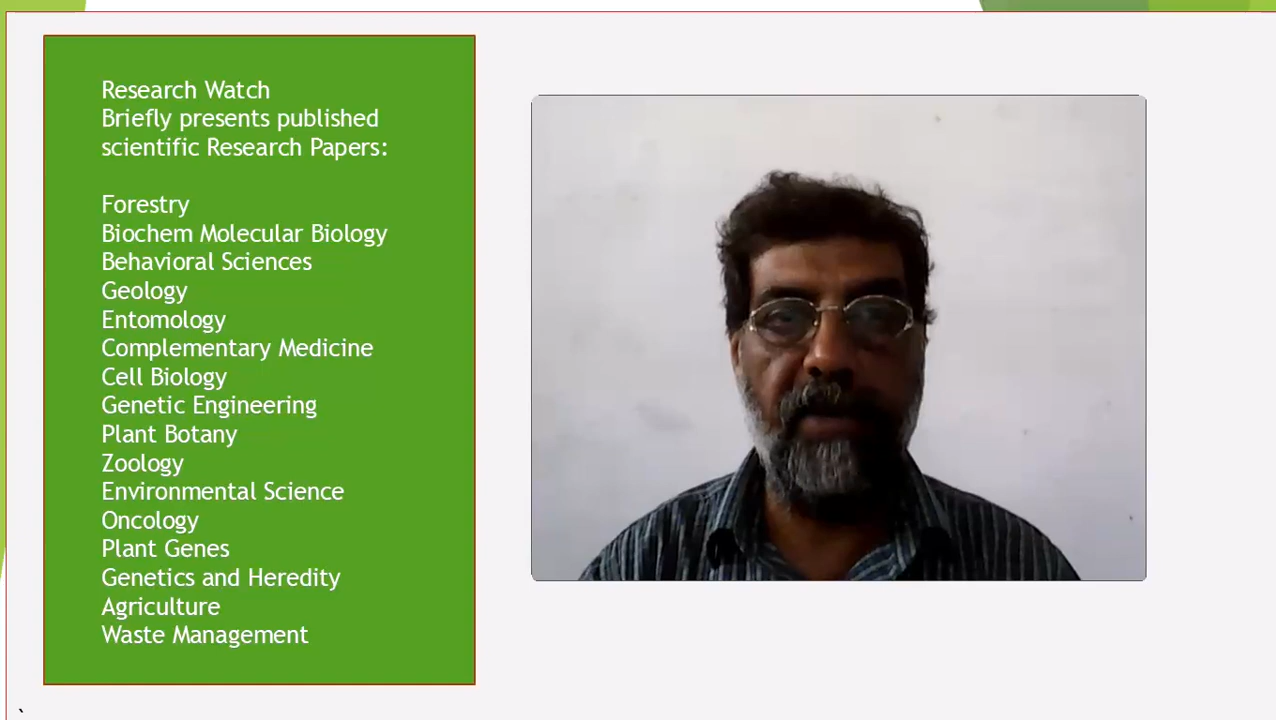 Research Watch
Briefly presents published
scientific Research Papers:
Forestry
Biochem Molecular Biology
Behavioral Sciences
Geology
Entomology
Complementary Medicine
Cell Biology
Genetic Engineering
Plant Botany
Zoology
Environmental Science
Oncology
Plant Genes
Genetics and Heredity
Agriculture
Waste Management
`